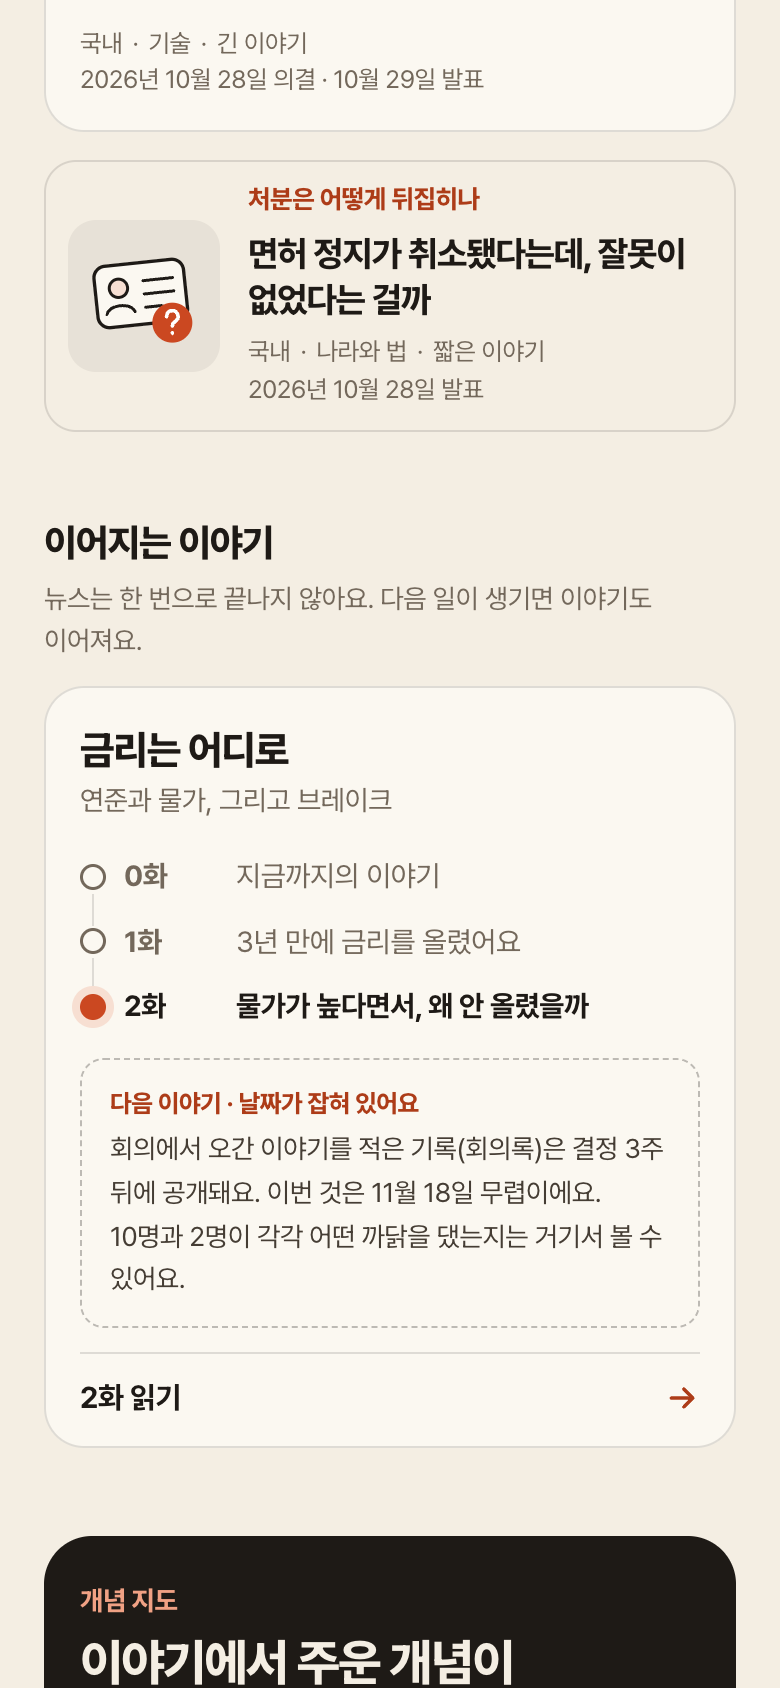 국내 · 기술 · 긴 이야기
2026년 10월 28일 의결 · 10월 29일 발표
처분은 어떻게 뒤집히나
면허 정지가 취소됐다는데, 잘못이
없었다는 걸까
?
국내 · 나라와 법 · 짧은 이야기
2026년 10월 28일 발표
이어지는 이야기
뉴스는 한 번으로 끝나지 않아요. 다음 일이 생기면 이야기도
이어져요.
금리는 어디로
연준과 물가, 그리고 브레이크
0화 지금까지의 이야기
1화 3년 만에 금리를 올렸어요
2화 물가가 높다면서, 왜 안 올렸을까
다음 이야기 · 날짜가 잡혀 있어요
회의에서 오간 이야기를 적은 기록(회의록)은 결정 3주
뒤에 공개돼요. 이번 것은 11월 18일 무렵이에요.
10명과 2명이 각각 어떤 까닭을 댔는지는 거기서 볼 수
있어요.
2화 읽기 →
개념 지도
이야기에서 주운 개념이